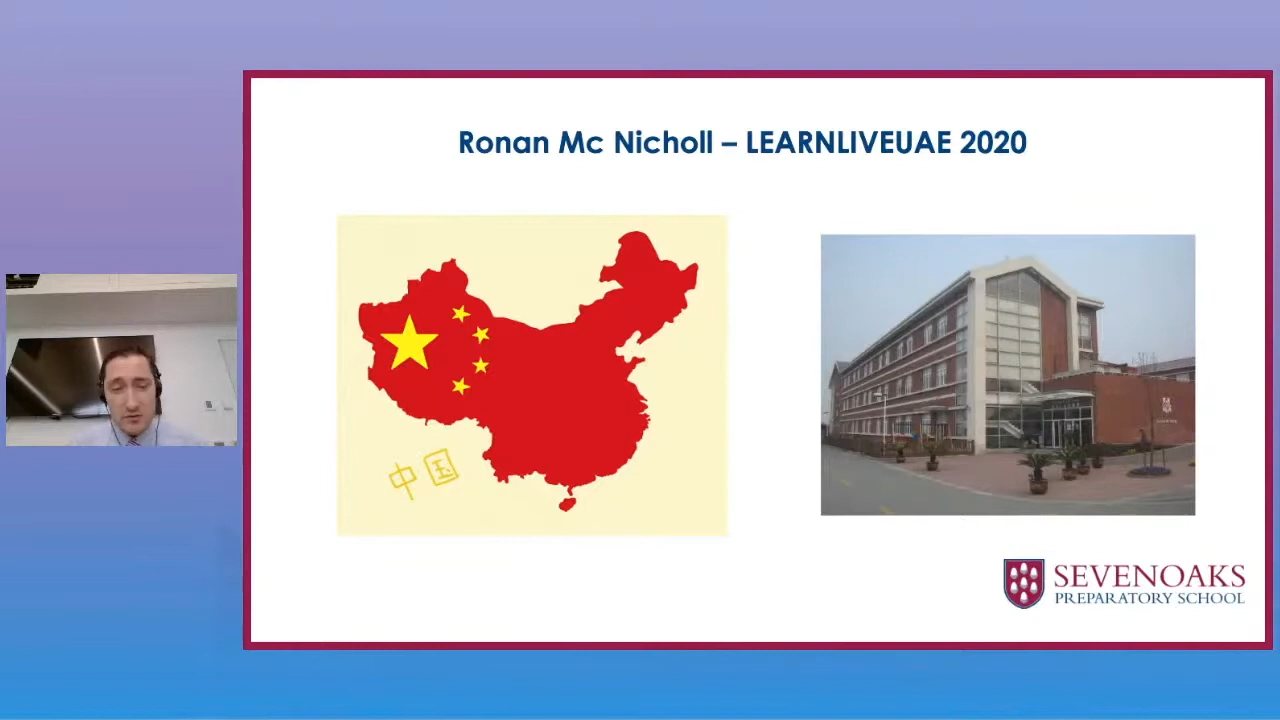 Ronan Mc Nicholl – LEARNLIVEUAE 2020
中国
SEVENOAKS
PREPARATORY SCHOOL